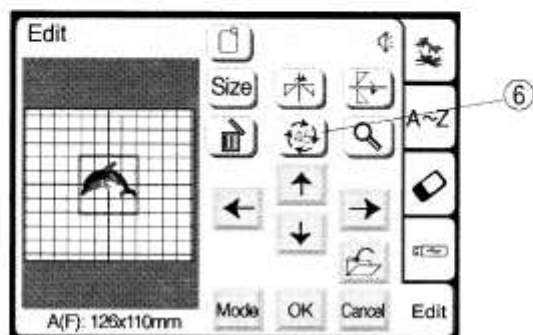 Edit
Size
⑥
A~Z
A(F): 126x110mm
Mode
OK
Cancel
Edit